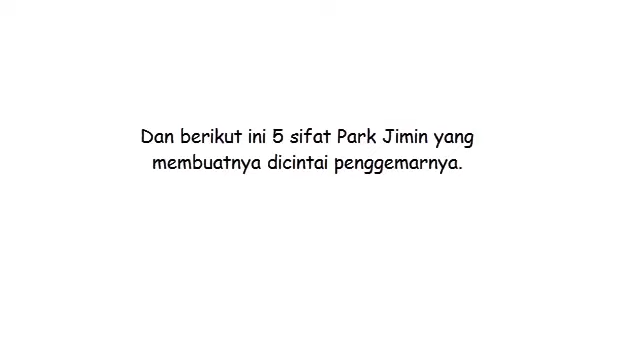 Dan berikut ini 5 sifat Park Jimin yang
membuatnya dicintai penggemarnya.